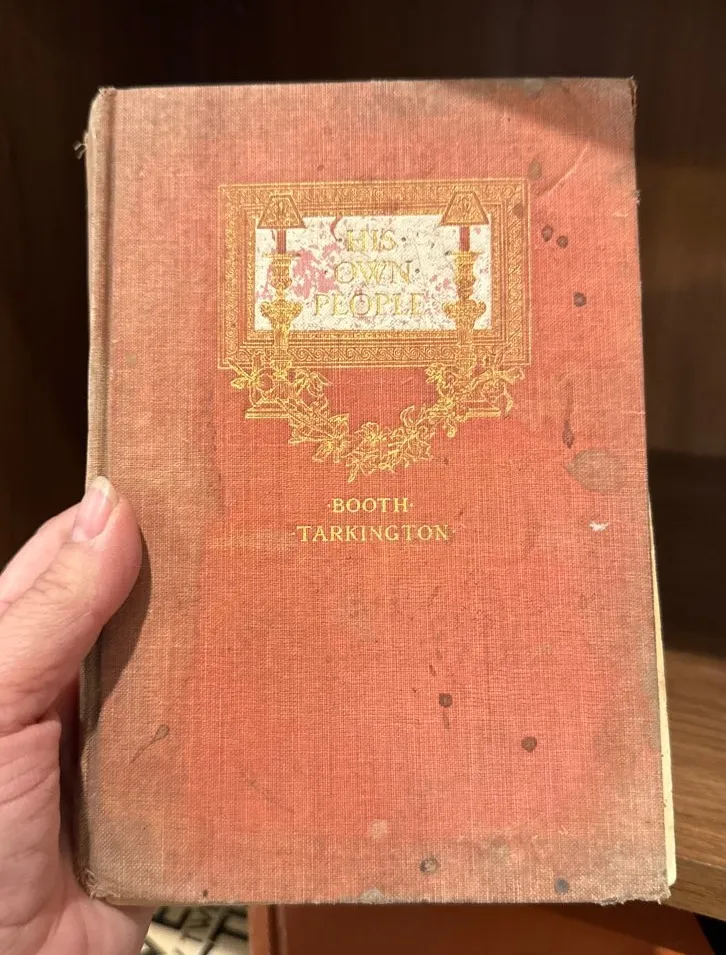 ·HIS·
·OWN·
PEOPLE
·BOOTH·
·TARKINGTON·